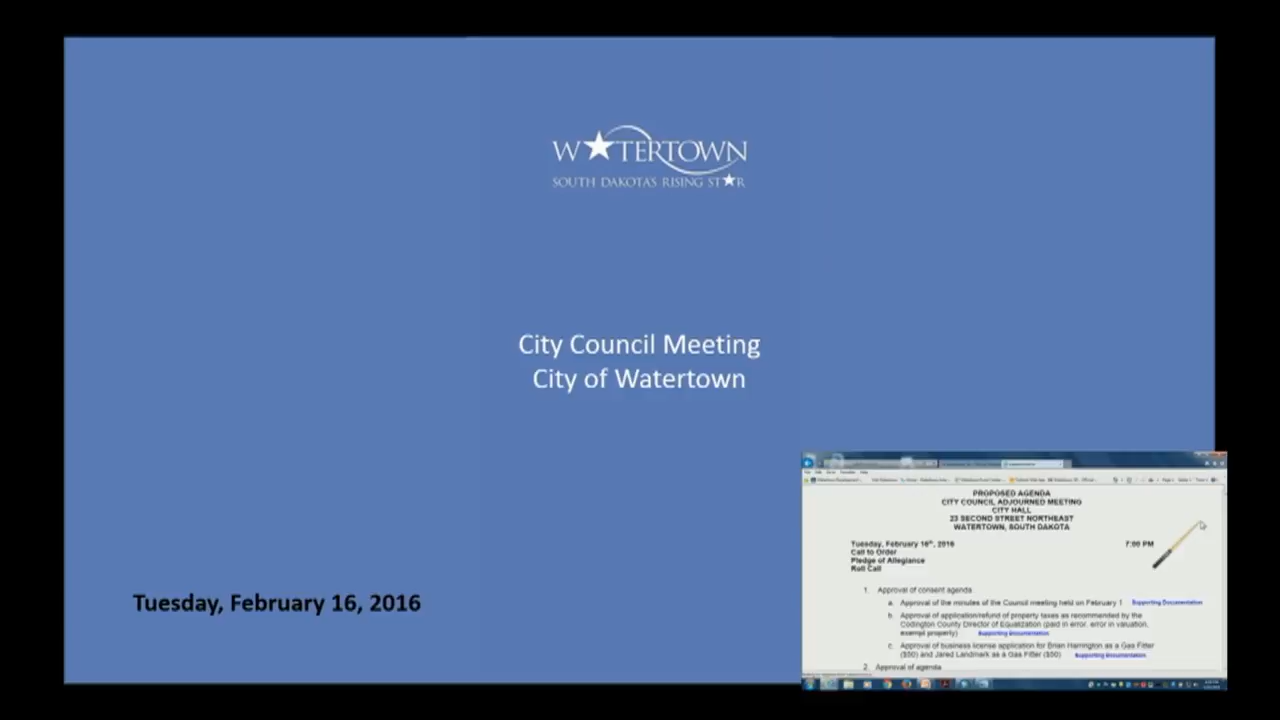 W★TERTOWN
SOUTH DAKOTA'S RISING ST★R
City Council Meeting
City of Watertown
Tuesday, February 16, 2016
PROPOSED AGENDA
CITY COUNCIL ADJOURNED MEETING
CITY HALL
23 SECOND STREET NORTHEAST
WATERTOWN, SOUTH DAKOTA
Tuesday, February 16th, 2016 7:00 PM
Call to Order
Pledge of Allegiance
Roll Call
1. Approval of consent agenda
a. Approval of the minutes of the Council meeting held on February 1 Supporting Documentation
b. Approval of application/refund of property taxes as recommended by the
Codington County Director of Equalization (paid in error, error in valuation,
exempt property) Supporting Documentation
c. Approval of business license application for Brian Harrington as a Gas Fitter
($50) and Jared Landmark as a Gas Fitter ($50) Supporting Documentation
2. Approval of agenda